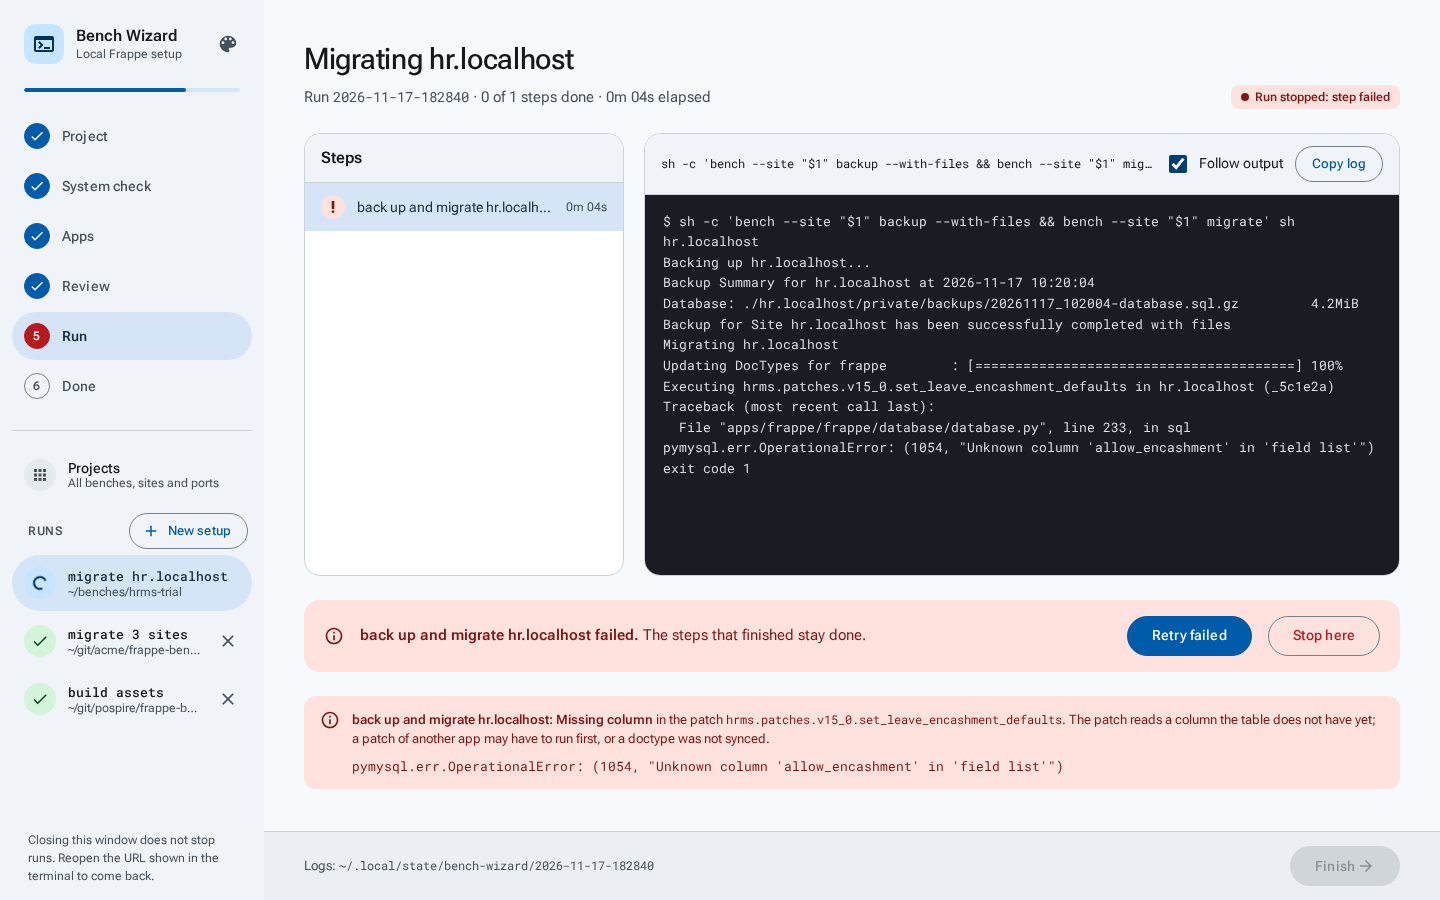 Bench Wizard
Local Frappe setup
Project
System check
Apps
Review
5 Run
6 Done
Projects
All benches, sites and ports
RUNS
New setup
migrate hr.localhost
~/benches/hrms-trial
migrate 3 sites
~/git/acme/frappe-ben…
build assets
~/git/pospire/frappe-b…
Closing this window does not stop
runs. Reopen the URL shown in the
terminal to come back.
Migrating hr.localhost
Run 2026-11-17-182840 · 0 of 1 steps done · 0m 04s elapsed
Run stopped: step failed
Steps
! back up and migrate hr.localh… 0m 04s
sh -c 'bench --site "$1" backup --with-files && bench --site "$1" mig…
Follow output
Copy log
$ sh -c 'bench --site "$1" backup --with-files && bench --site "$1" migrate' sh
hr.localhost
Backing up hr.localhost...
Backup Summary for hr.localhost at 2026-11-17 10:20:04
Database: ./hr.localhost/private/backups/20261117_102004-database.sql.gz         4.2MiB
Backup for Site hr.localhost has been successfully completed with files
Migrating hr.localhost
Updating DocTypes for frappe        : [========================================] 100%
Executing hrms.patches.v15_0.set_leave_encashment_defaults in hr.localhost (_5c1e2a)
Traceback (most recent call last):
  File "apps/frappe/frappe/database/database.py", line 233, in sql
pymysql.err.OperationalError: (1054, "Unknown column 'allow_encashment' in 'field list'")
exit code 1
back up and migrate hr.localhost failed. The steps that finished stay done.
Retry failed
Stop here
back up and migrate hr.localhost: Missing column in the patch hrms.patches.v15_0.set_leave_encashment_defaults. The patch reads a column the table does not have yet;
a patch of another app may have to run first, or a doctype was not synced.
pymysql.err.OperationalError: (1054, "Unknown column 'allow_encashment' in 'field list'")
Logs: ~/.local/state/bench-wizard/2026-11-17-182840
Finish